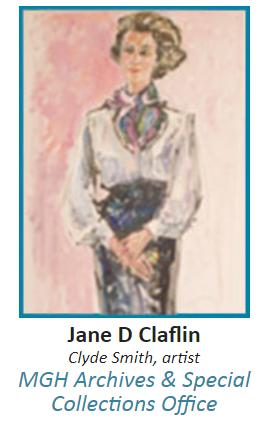 Jane D Claflin
Clyde Smith, artist
MGH Archives & Special
Collections Office